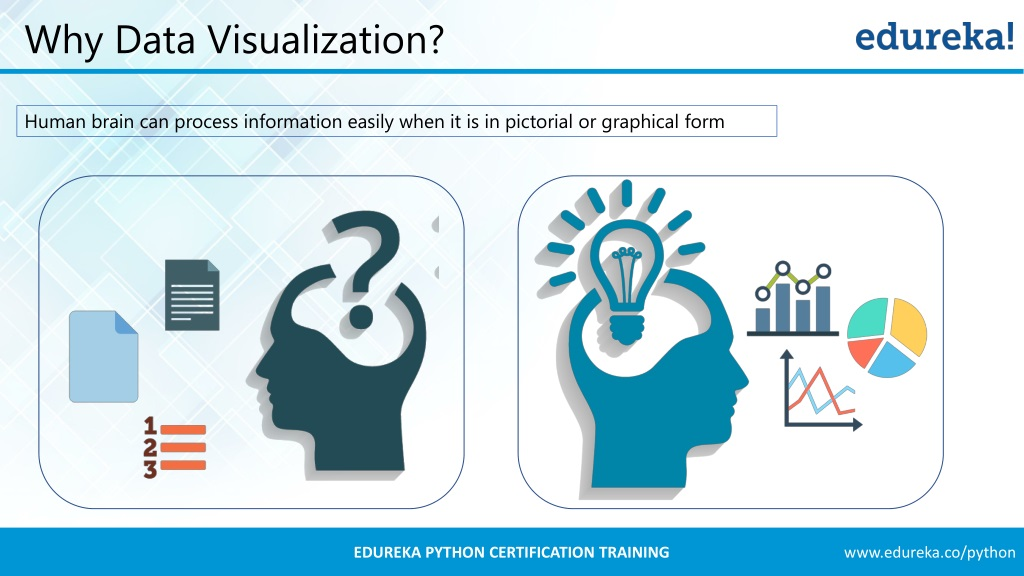 Why Data Visualization?
edureka!
Human brain can process information easily when it is in pictorial or graphical form
1
2
3
EDUREKA PYTHON CERTIFICATION TRAINING
www.edureka.co/python